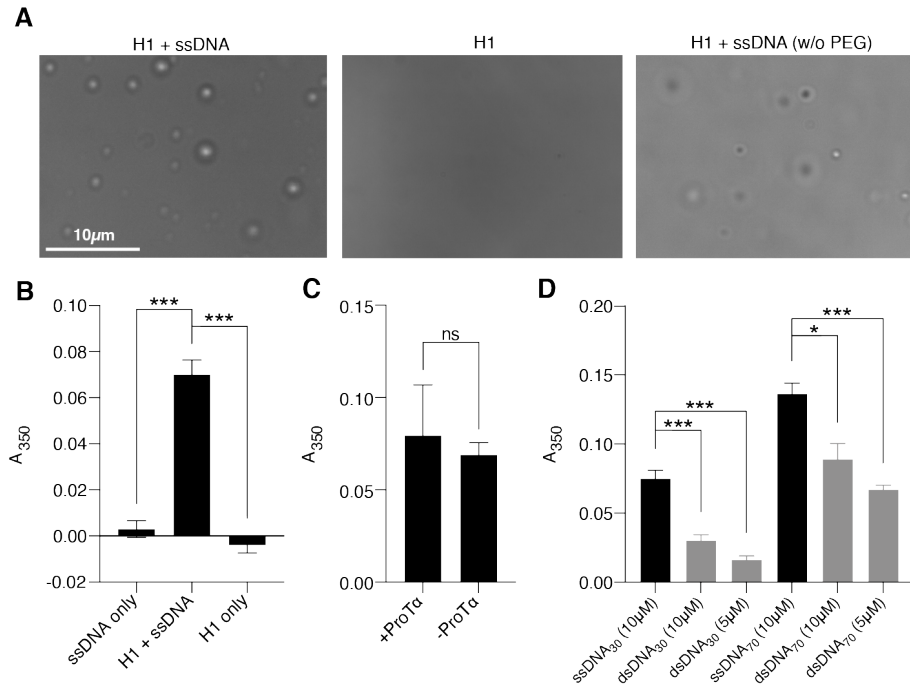 A
H1 + ssDNA
H1
H1 + ssDNA (w/o PEG)
10µm
B
0.10
0.08
0.06
0.04
0.02
0.00
-0.02
A350
***
***
ssDNA only
H1 + ssDNA
H1 only
C
0.15
0.10
0.05
0.00
A350
ns
+ProTα
-ProTα
D
0.20
0.15
0.10
0.05
0.00
A350
***
***
***
*
ssDNA30 (10µM)
dsDNA30 (10µM)
dsDNA30 (5µM)
ssDNA70 (10µM)
dsDNA70 (10µM)
dsDNA70 (5µM)